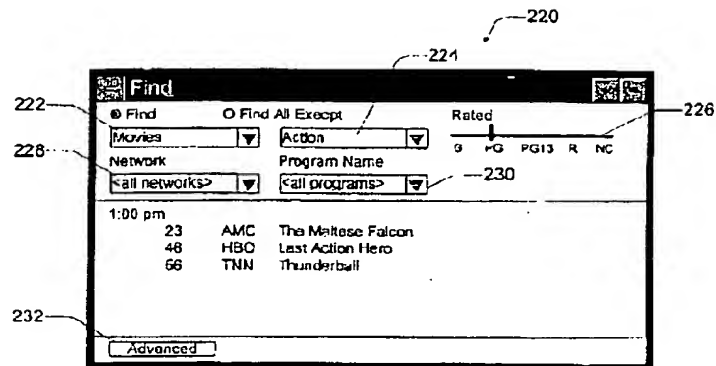 220
224
Find
222
Find
Find All Except
Rated
226
Movies
Action
G PG PG13 R NC
228
Network
Program Name
230
<all networks>
<all programs>
1:00 pm
23 AMC The Maltese Falcon
46 HBO Last Action Hero
56 TNN Thunderball
232
Advanced